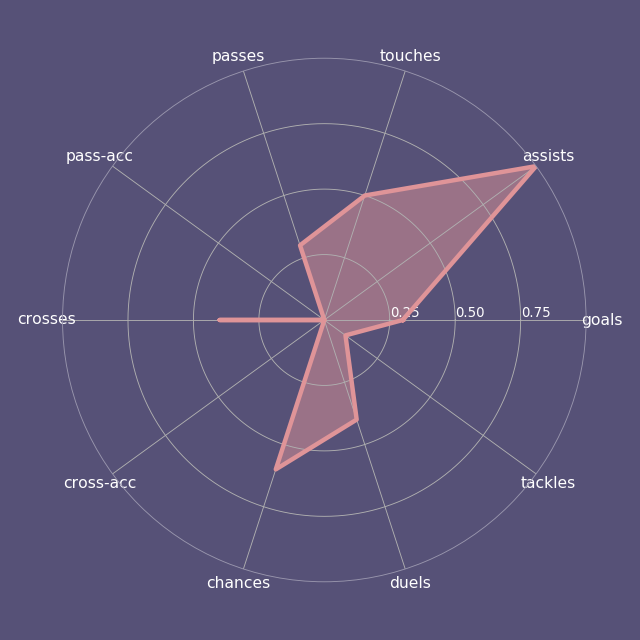 passes
touches
pass-acc
assists
crosses
0.25
0.50
0.75
goals
cross-acc
tackles
chances
duels